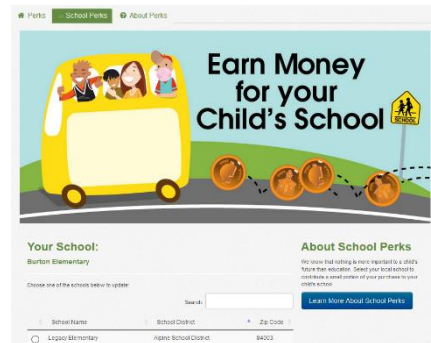 Perks School Perks About Perks
Earn Money
for your
Child's School
SCHOOL
Your School:
Burton Elementary
Choose one of the schools below to update:
Search:
School Name School District Zip Code
Legacy Elementary Alpine School District 84003
About School Perks
We know that nothing is more important to a child's
future than education. Select your local school to
contribute a small portion of your purchase to your
child's school
Learn More About School Perks